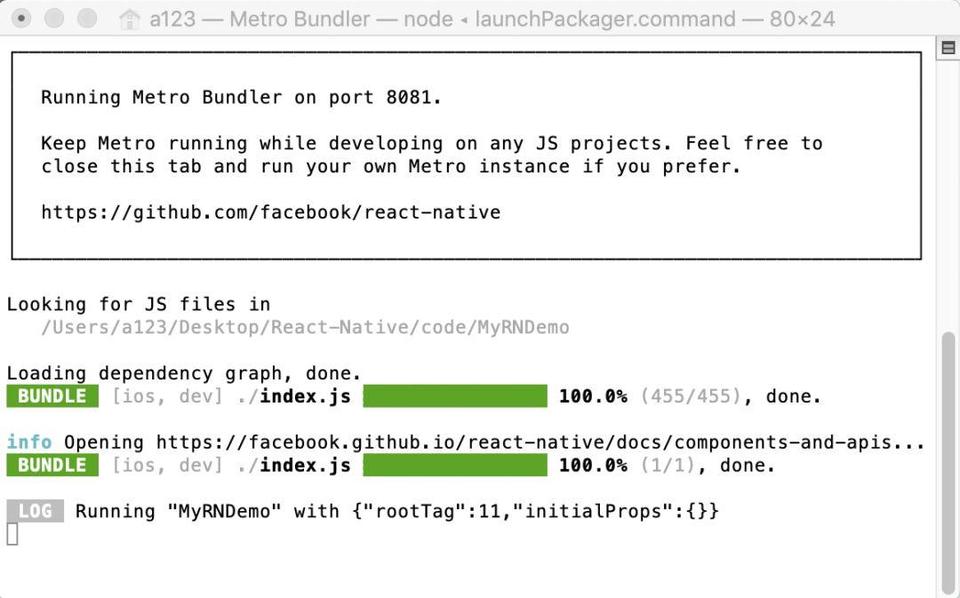 a123 — Metro Bundler — node ◂ launchPackager.command — 80×24
Running Metro Bundler on port 8081.
Keep Metro running while developing on any JS projects. Feel free to
close this tab and run your own Metro instance if you prefer.
https://github.com/facebook/react-native
Looking for JS files in
/Users/a123/Desktop/React-Native/code/MyRNDemo
Loading dependency graph, done.
BUNDLE [ios, dev] ./index.js 100.0% (455/455), done.
info Opening https://facebook.github.io/react-native/docs/components-and-apis...
BUNDLE [ios, dev] ./index.js 100.0% (1/1), done.
LOG Running "MyRNDemo" with {"rootTag":11,"initialProps":{}}